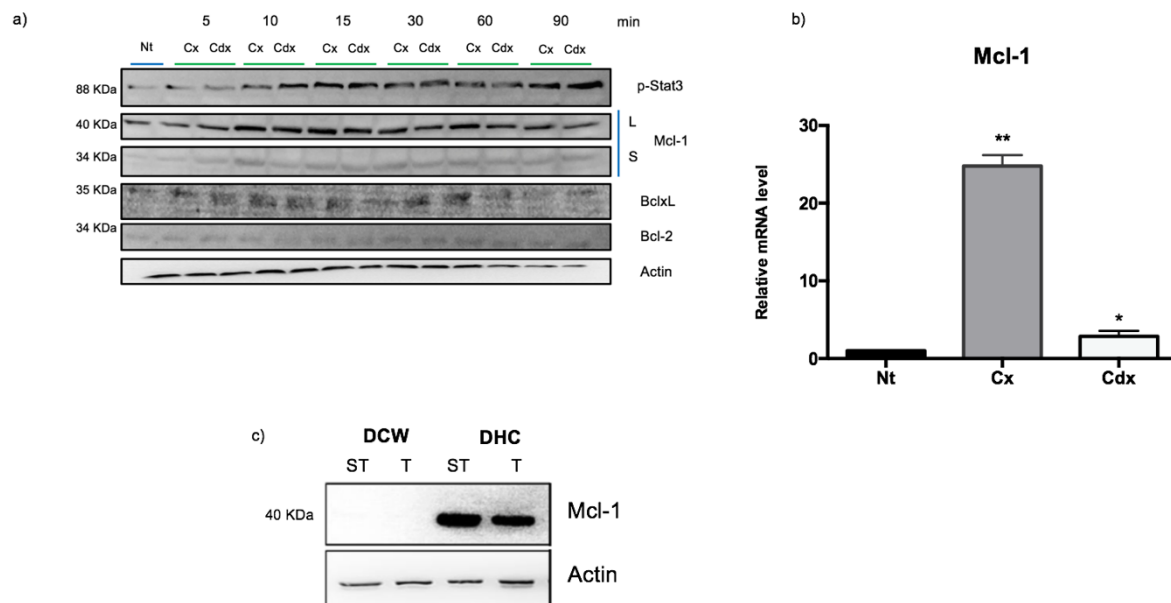 a)
5 10 15 30 60 90 min
Nt Cx Cdx Cx Cdx Cx Cdx Cx Cdx Cx Cdx Cx Cdx
88 KDa p-Stat3
40 KDa L
Mcl-1
34 KDa S
35 KDa BclxL
34 KDa Bcl-2
Actin
b)
Mcl-1
Relative mRNA level
30
20
10
0
**
*
Nt Cx Cdx
c)
DCW DHC
ST T ST T
40 KDa Mcl-1
Actin